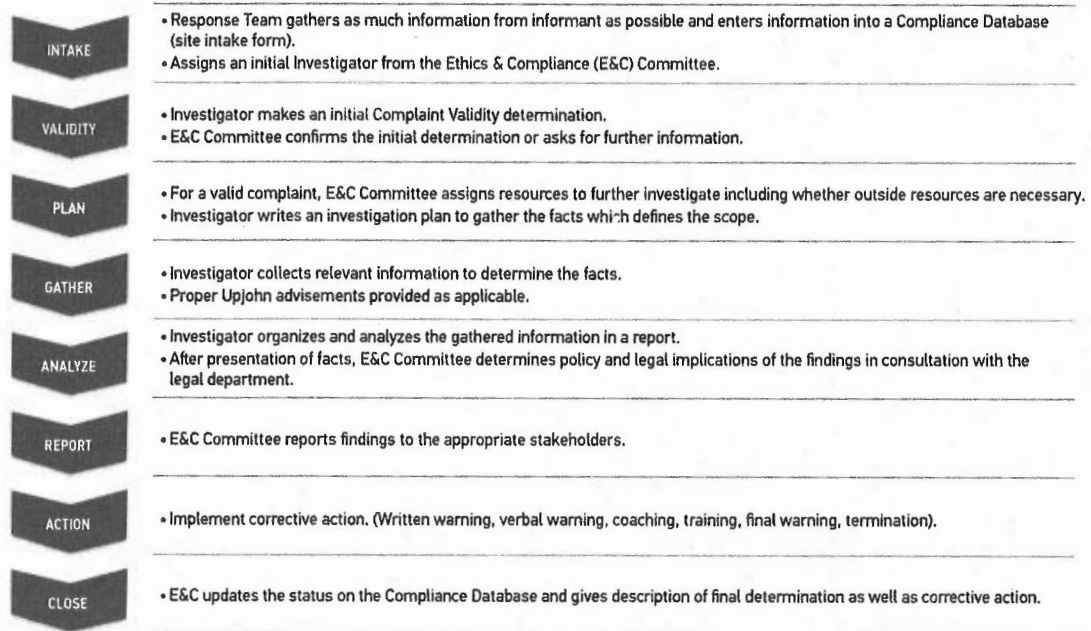 INTAKE
• Response Team gathers as much information from informant as possible and enters information into a Compliance Database
(site intake form).
• Assigns an initial Investigator from the Ethics & Compliance (E&C) Committee.
VALIDITY
• Investigator makes an initial Complaint Validity determination.
• E&C Committee confirms the initial determination or asks for further information.
PLAN
• For a valid complaint, E&C Committee assigns resources to further investigate including whether outside resources are necessary.
• Investigator writes an investigation plan to gather the facts which defines the scope.
GATHER
• Investigator collects relevant information to determine the facts.
• Proper Upjohn advisements provided as applicable.
ANALYZE
• Investigator organizes and analyzes the gathered information in a report.
• After presentation of facts, E&C Committee determines policy and legal implications of the findings in consultation with the
legal department.
REPORT
• E&C Committee reports findings to the appropriate stakeholders.
ACTION
• Implement corrective action. (Written warning, verbal warning, coaching, training, final warning, termination).
CLOSE
• E&C updates the status on the Compliance Database and gives description of final determination as well as corrective action.